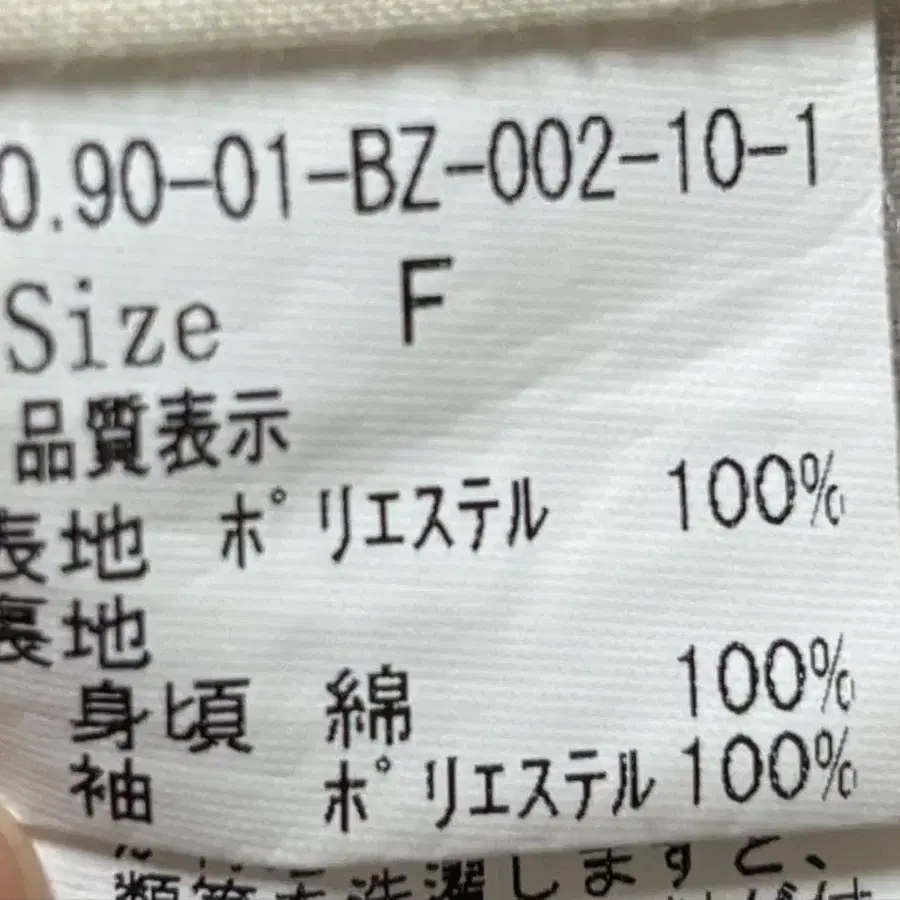 0.90-01-BZ-002-10-1
Size F
品質表示
表地 ポリエステル 100%
裏地
身頃 綿 100%
袖 ポリエステル 100%